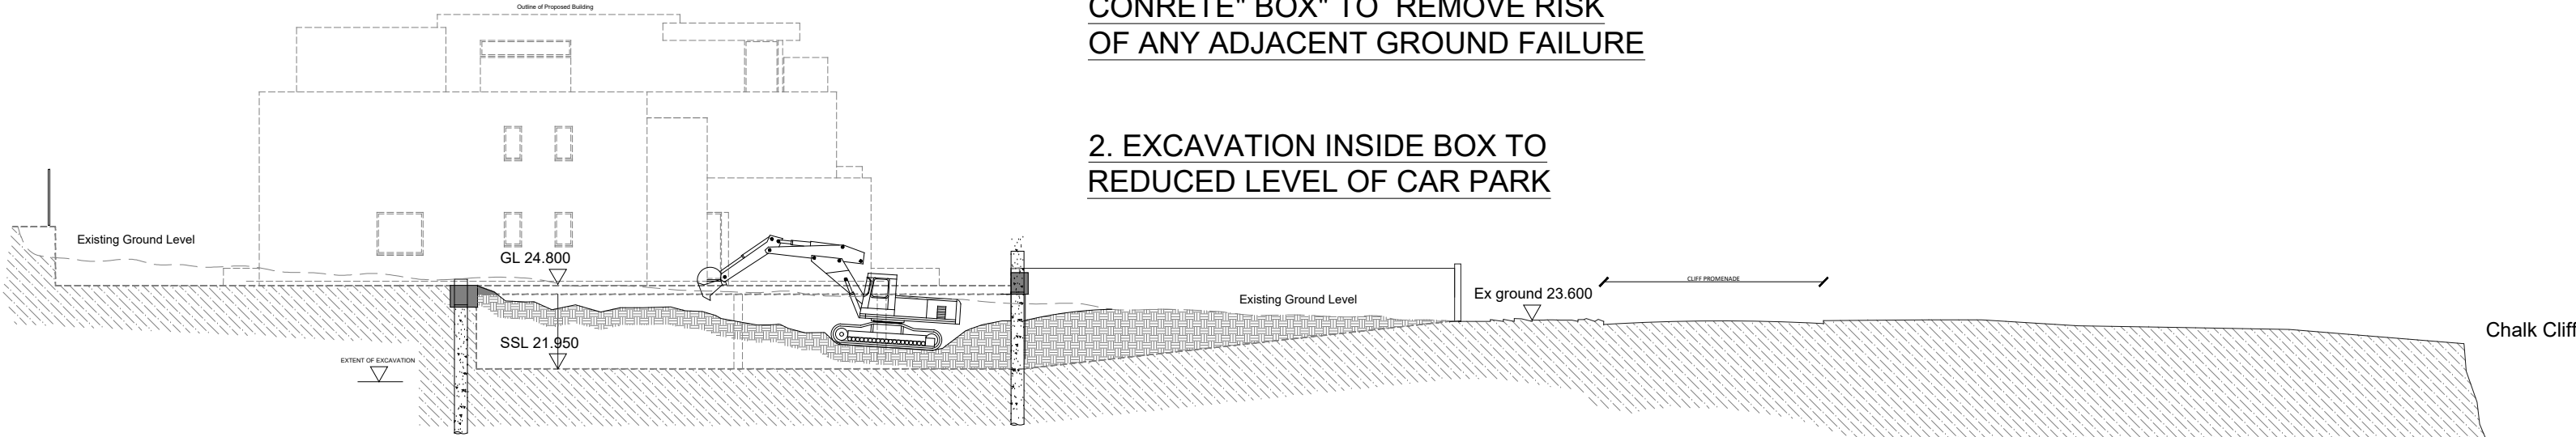 Outline of Proposed Building
CONRETE" BOX" TO REMOVE RISK
OF ANY ADJACENT GROUND FAILURE
2. EXCAVATION INSIDE BOX TO
REDUCED LEVEL OF CAR PARK
Existing Ground Level
GL 24.800
CLIFF PROMENADE
Ex ground 23.600
Existing Ground Level
Chalk Cliff
SSL 21.950
EXTENT OF EXCAVATION